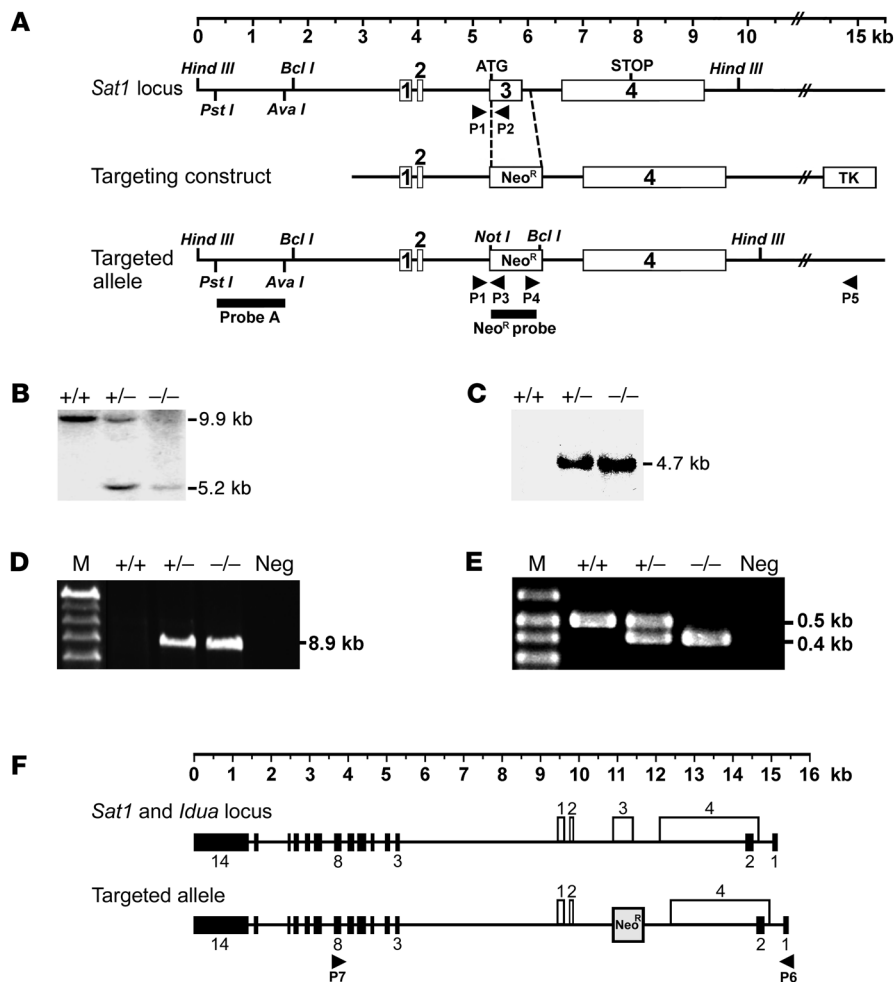 A
0 1 2 3 4 5 6 7 8 9 10 15 kb
Sat1 locus
Hind III
Pst I
Ava I
Bcl I
1
2
ATG
3
P1 P2
STOP
4
Hind III
Targeting construct
1
2
NeoR
4
TK
Targeted allele
Hind III
Pst I
Ava I
Bcl I
1
2
Not I
Bcl I
NeoR
4
Hind III
Probe A
P1 P3 P4 P5
NeoR probe
B
+/+ +/– –/–
–9.9 kb
–5.2 kb
C
+/+ +/– –/–
– 4.7 kb
D
M +/+ +/– –/– Neg
–8.9 kb
E
M +/+ +/– –/– Neg
0.5 kb
0.4 kb
F
0 1 2 3 4 5 6 7 8 9 10 11 12 13 14 15 16 kb
Sat1 and Idua locus
1 2 3 4
14 8 3 2 1
Targeted allele
1 2 4
NeoR
14 8 3 2 1
P7 P6